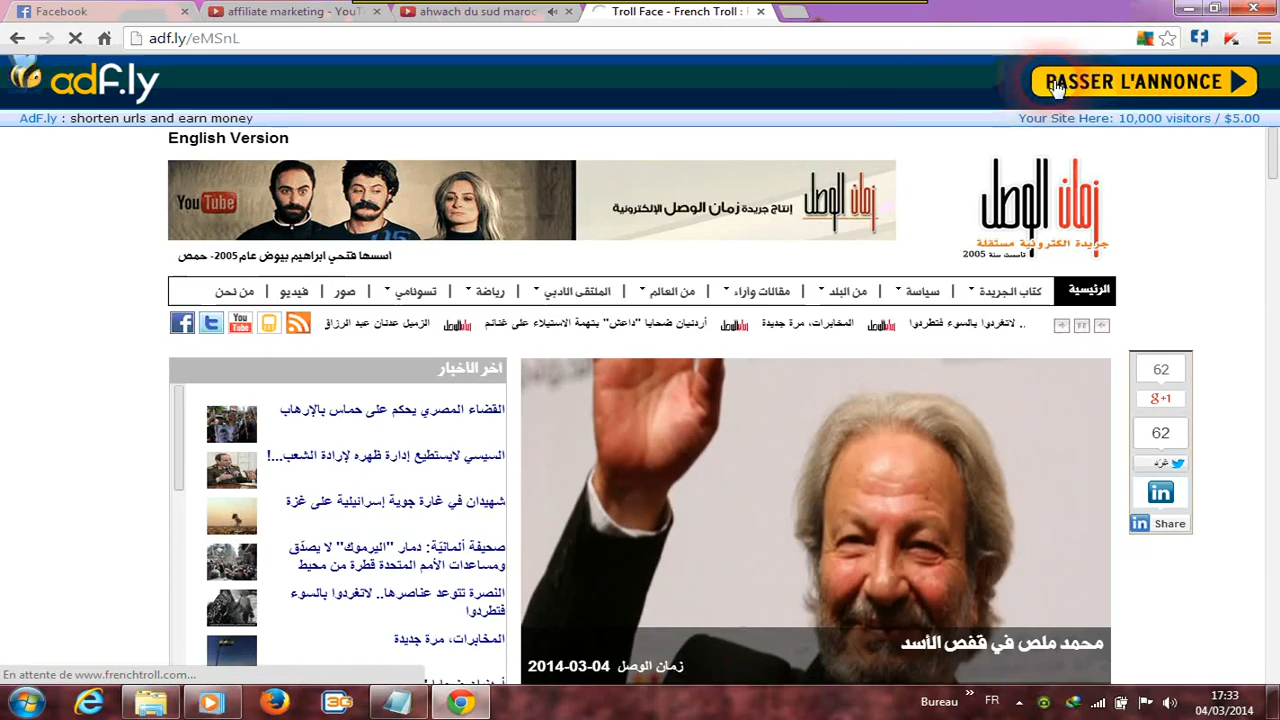 Facebook
affiliate marketing - YouT
ahwach du sud maroc
Troll Face - French Troll :
adf.ly/eMSnL
adf.ly
PASSER L'ANNONCE
AdF.ly : shorten urls and earn money
Your Site Here: 10,000 visitors / $5.00
English Version
YouTube
إنتاج جريدة زمان الوصل الإلكترونية
زمان الوصل
زمان الوصل
جريدة الكترونية مستقلة
تأسست سنة 2005
اسسها فتحي ابراهيم بيوض عام 2005- حمص
الرئيسية
كتاب الجريدة
سياسة
من البلد
مقالات وآراء
من العالم
الملتقى الأدبي
رياضة
تسونامي
صور
فيديو
من نحن
.. لاتغردوا بالسوء فتطردوا
المخابرات، مرة جديدة
أردنيان ضحايا "داعش" بتهمة الاستيلاء على غنائم
الزميل عدنان عبد الرزاق
آخر الأخبار
القضاء المصري يحكم على حماس بالإرهاب
السيسي لايستطيع إدارة ظهره لإرادة الشعب...!
شهيدان في غارة جوية إسرائيلية على غزة
صحيفة ألمانيّة: دمار "اليرموك" لا يصدّق
ومساعدات الأمم المتحدة قطرة من محيط
النصرة تتوعد عناصرها.. لاتغردوا بالسوء
فتطردوا
المخابرات، مرة جديدة
محمد ملص في قفص الأسد
زمان الوصل 2014-03-04
62
g+1
62
غرّد
in
in Share
En attente de www.frenchtroll.com...
Bureau
FR
17:33
04/03/2014